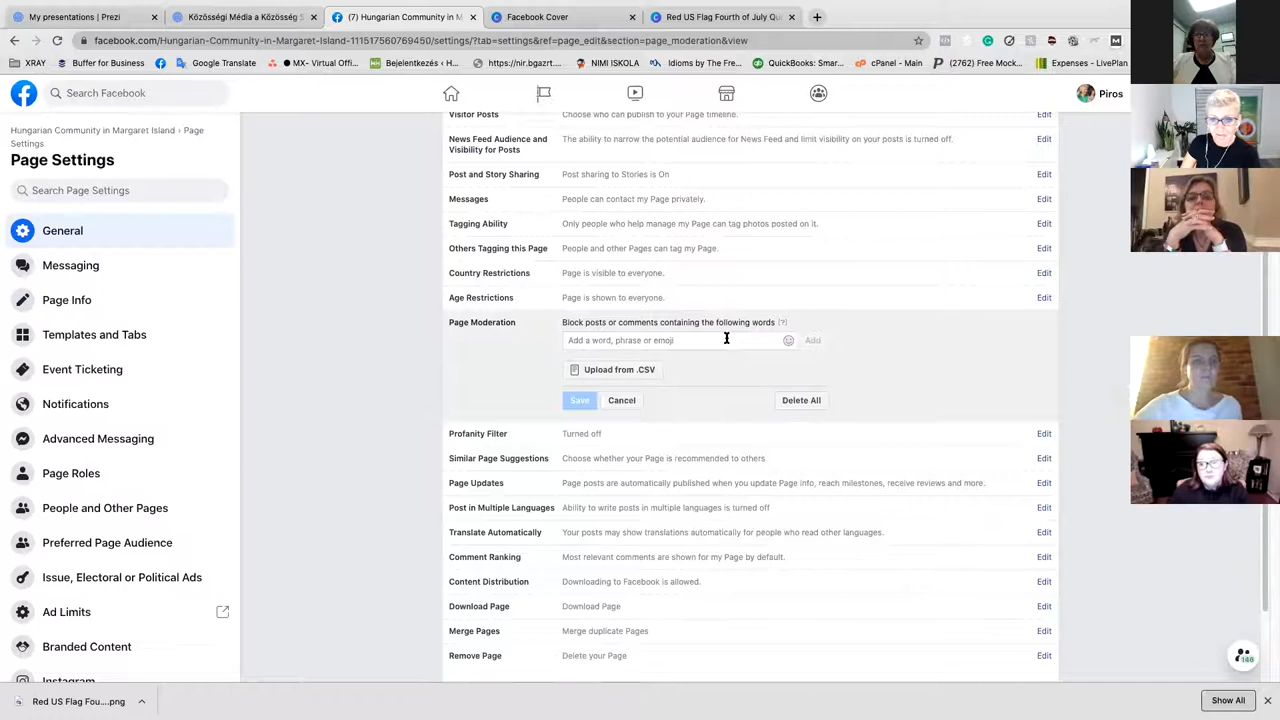 My presentations | Prezi
Közösségi Média a Közösség S
(7) Hungarian Community in M
Facebook Cover
Red US Flag Fourth of July Qu
facebook.com/Hungarian-Community-in-Margaret-Island-111517560769450/settings/?tab=settings&ref=page_edit&section=page_moderation&view
XRAY
Buffer for Business
Google Translate
MX- Virtual Offi...
Bejelentkezés ‹ H...
https://nir.bgazrt....
NIMI ISKOLA
Idioms by The Fre...
QuickBooks: Smar...
cPanel - Main
(2762) Free Mock...
Expenses - LivePlan
Search Facebook
Piros
Hungarian Community in Margaret Island › Page
Settings
Page Settings
Search Page Settings
General
Messaging
Page Info
Templates and Tabs
Event Ticketing
Notifications
Advanced Messaging
Page Roles
People and Other Pages
Preferred Page Audience
Issue, Electoral or Political Ads
Ad Limits
Branded Content
Instagram
Visitor Posts Choose who can publish to your Page timeline. Edit
News Feed Audience and The ability to narrow the potential audience for News Feed and limit visibility on your posts is turned off. Edit
Visibility for Posts
Post and Story Sharing Post sharing to Stories is On Edit
Messages People can contact my Page privately. Edit
Tagging Ability Only people who help manage my Page can tag photos posted on it. Edit
Others Tagging this Page People and other Pages can tag my Page. Edit
Country Restrictions Page is visible to everyone. Edit
Age Restrictions Page is shown to everyone. Edit
Page Moderation Block posts or comments containing the following words (?)
Add a word, phrase or emoji Add
Upload from .CSV
Save Cancel Delete All
Profanity Filter Turned off Edit
Similar Page Suggestions Choose whether your Page is recommended to others Edit
Page Updates Page posts are automatically published when you update Page info, reach milestones, receive reviews and more. Edit
Post in Multiple Languages Ability to write posts in multiple languages is turned off Edit
Translate Automatically Your posts may show translations automatically for people who read other languages. Edit
Comment Ranking Most relevant comments are shown for my Page by default. Edit
Content Distribution Downloading to Facebook is allowed. Edit
Download Page Download Page Edit
Merge Pages Merge duplicate Pages Edit
Remove Page Delete your Page Edit
146
Red US Flag Fou....png
Show All